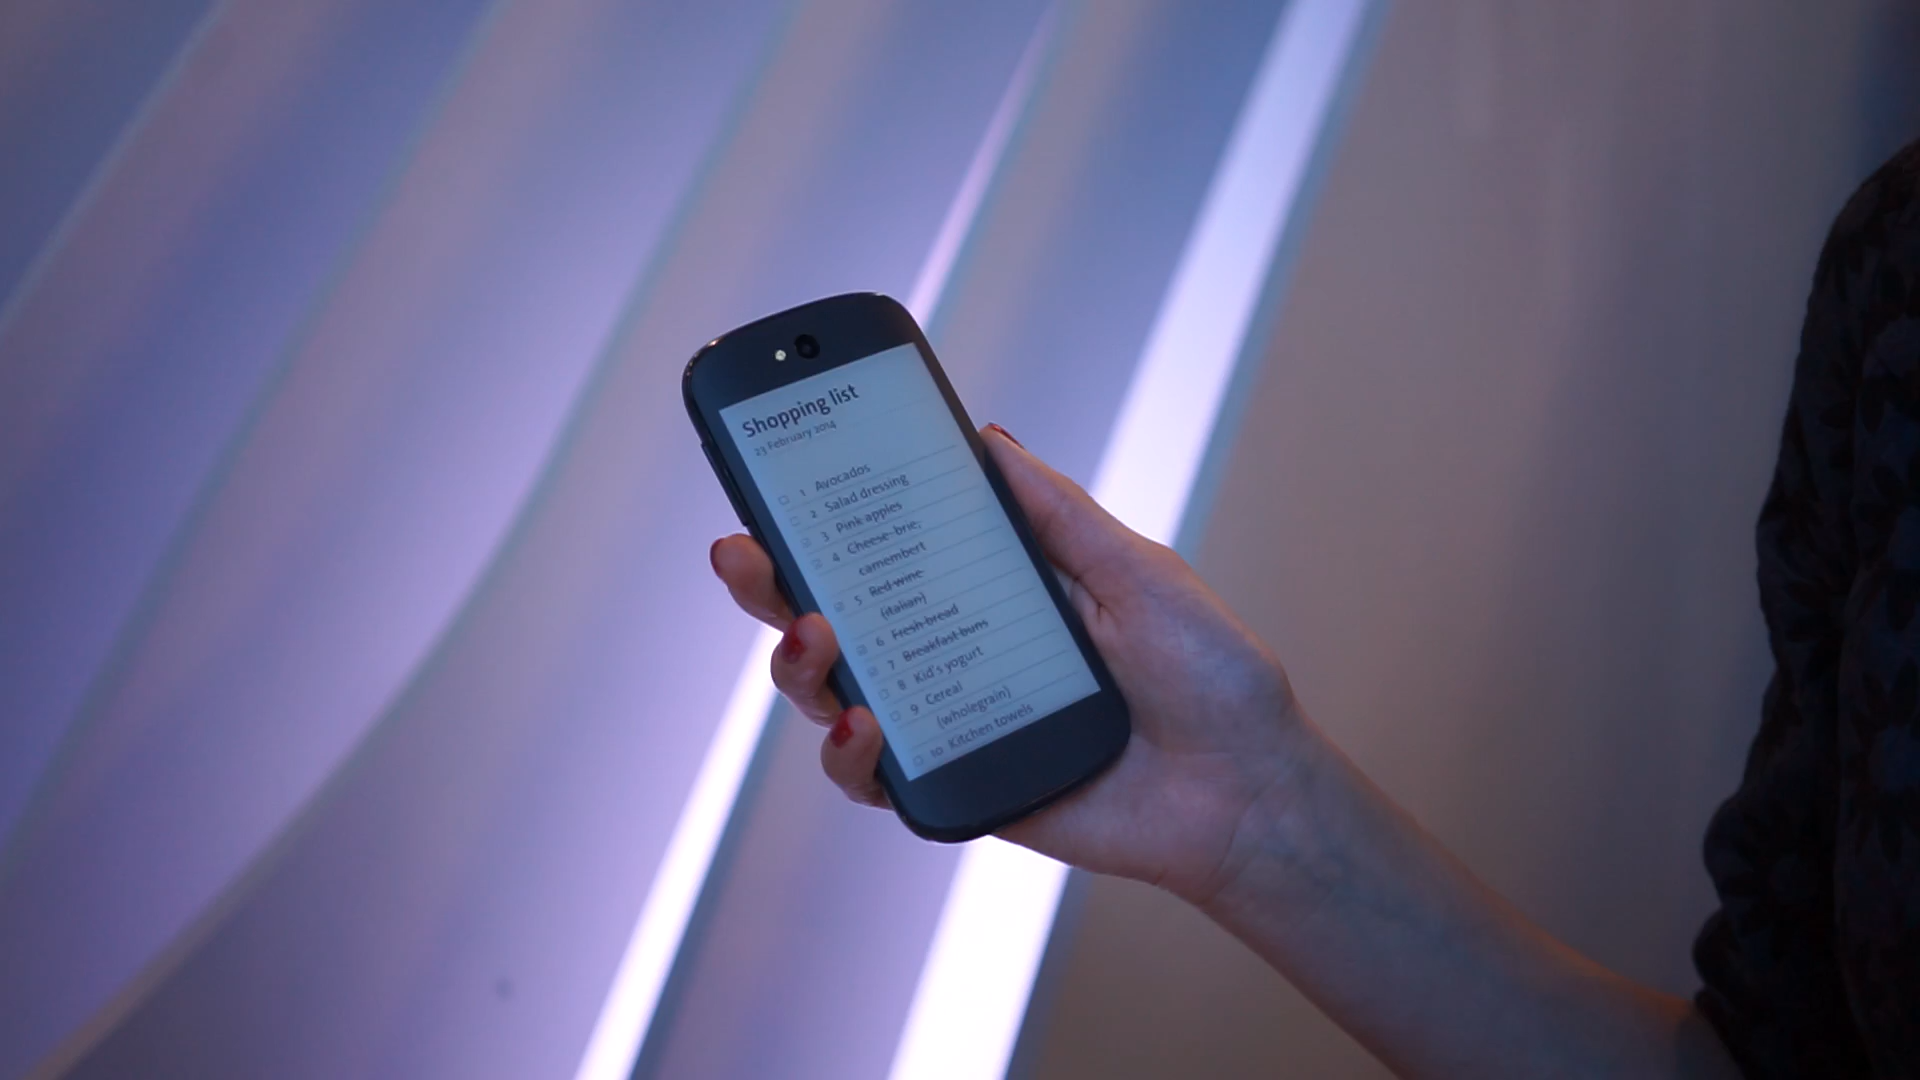 Shopping list
23 February 2014
1 Avocados
2 Salad dressing
3 Pink apples
4 Cheese-brie,
camembert
5 Red wine
(italian)
6 Fresh bread
7 Breakfast buns
8 Kid's yogurt
9 Cereal
(wholegrain)
10 Kitchen towels